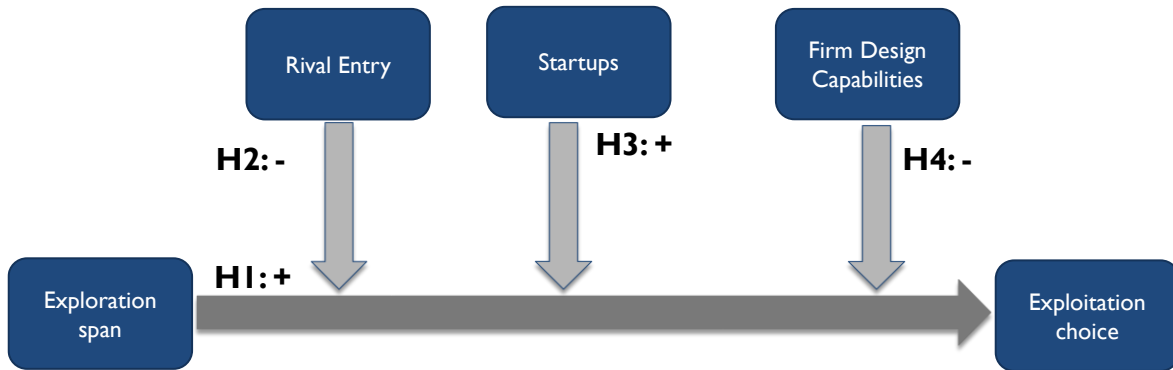 Rival Entry
Startups
Firm Design
Capabilities
H2: -
H3: +
H4: -
H1: +
Exploration
span
Exploitation
choice